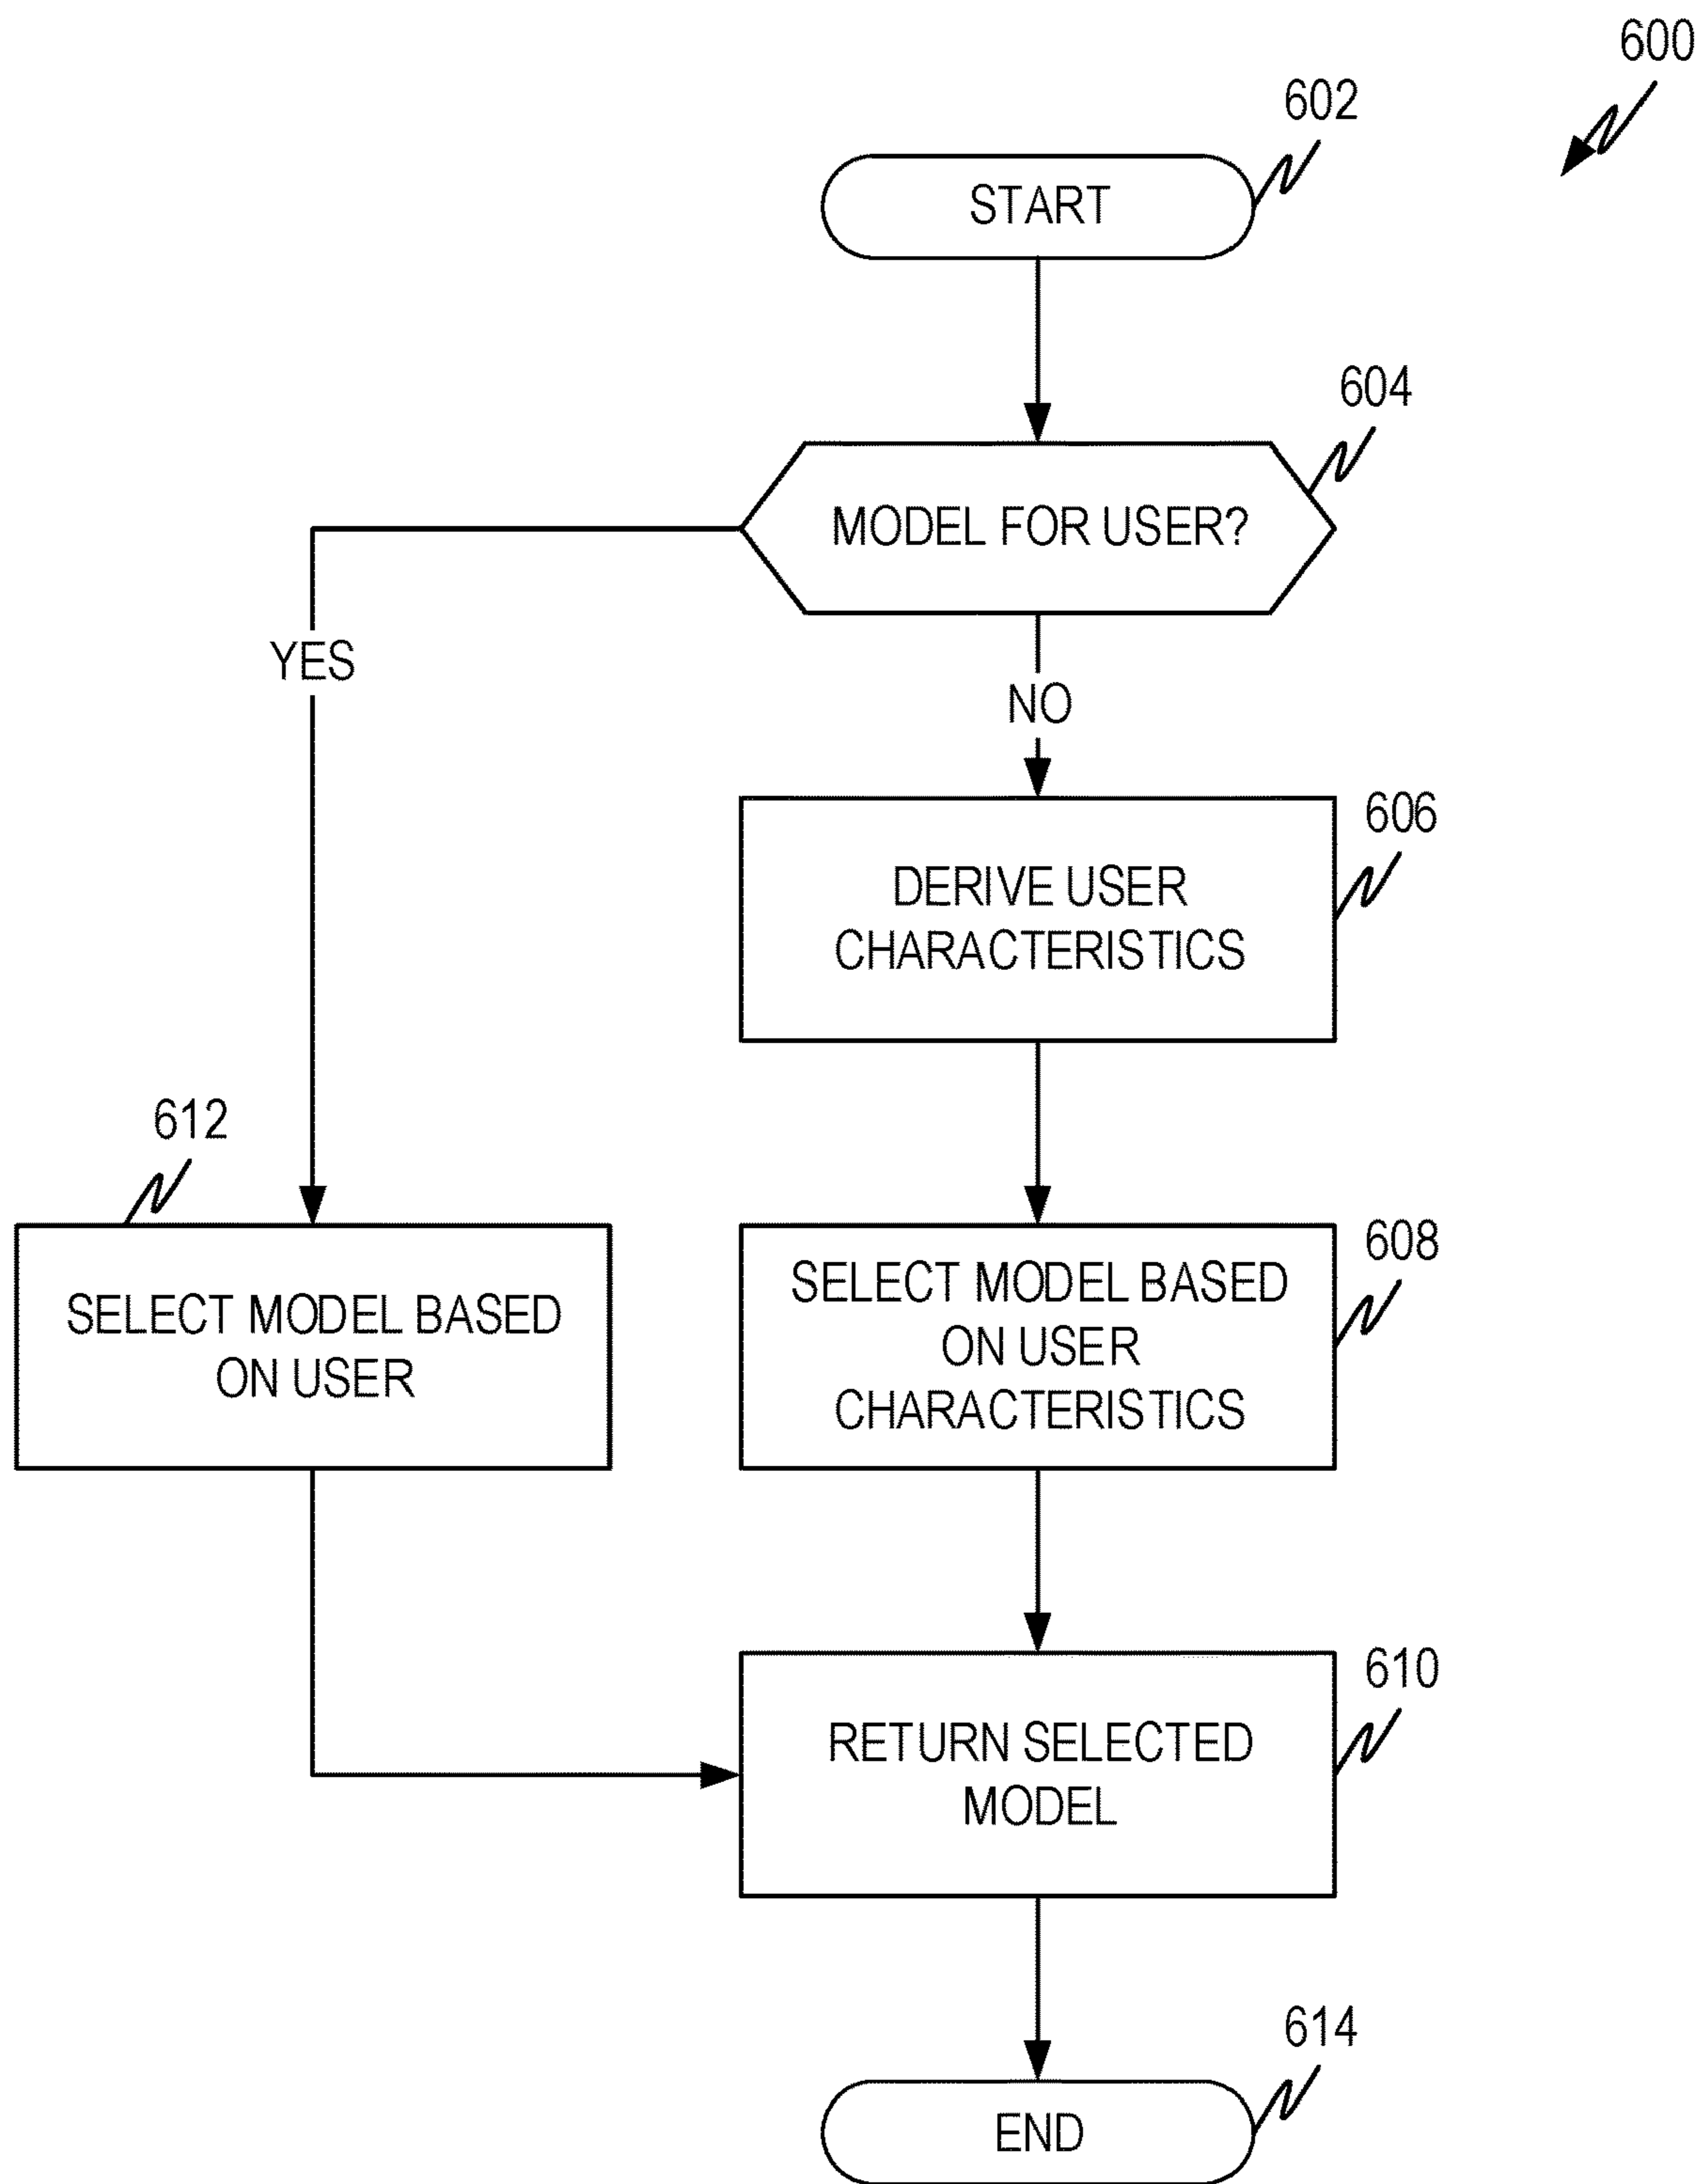 600
602
START
604
MODEL FOR USER?
YES
NO
606
DERIVE USER
CHARACTERISTICS
612
SELECT MODEL BASED
ON USER
608
SELECT MODEL BASED
ON USER
CHARACTERISTICS
610
RETURN SELECTED
MODEL
614
END